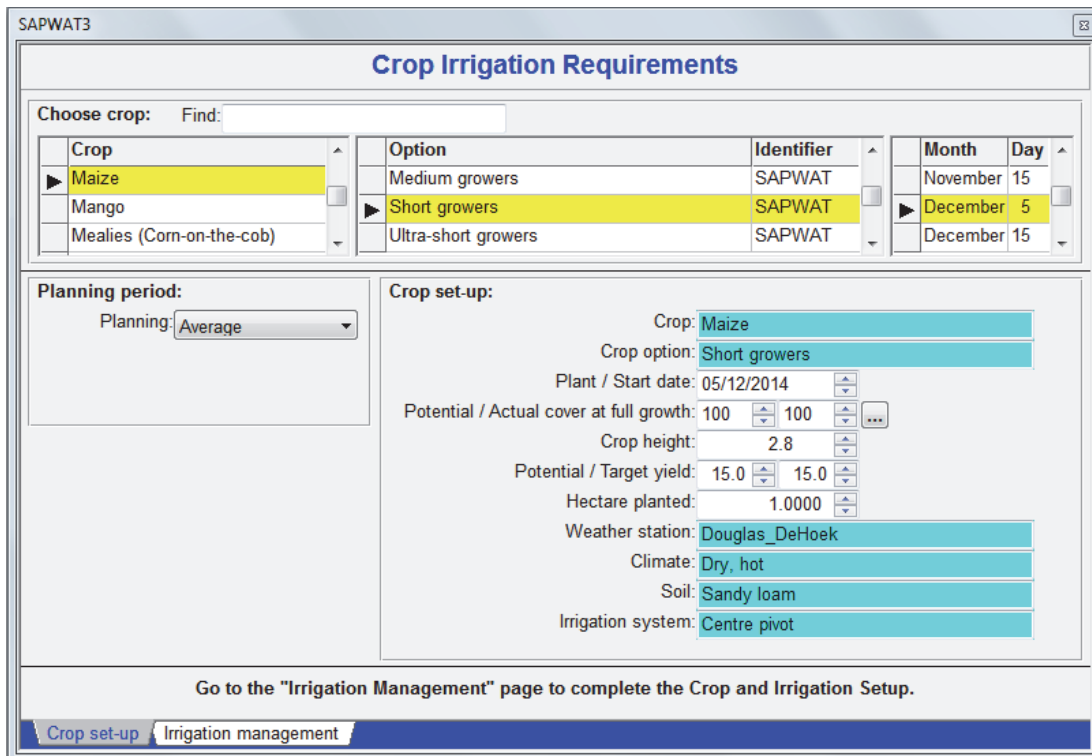 SAPWAT3
Crop Irrigation Requirements
Choose crop: Find:
Crop Option Identifier Month Day
Maize Medium growers SAPWAT November 15
Mango Short growers SAPWAT December 5
Mealies (Corn-on-the-cob) Ultra-short growers SAPWAT December 15
Planning period:
Planning: Average
Crop set-up:
Crop: Maize
Crop option: Short growers
Plant / Start date: 05/12/2014
Potential / Actual cover at full growth: 100 100 ...
Crop height: 2.8
Potential / Target yield: 15.0 15.0
Hectare planted: 1.0000
Weather station: Douglas_DeHoek
Climate: Dry, hot
Soil: Sandy loam
Irrigation system: Centre pivot
Go to the "Irrigation Management" page to complete the Crop and Irrigation Setup.
Crop set-up Irrigation management